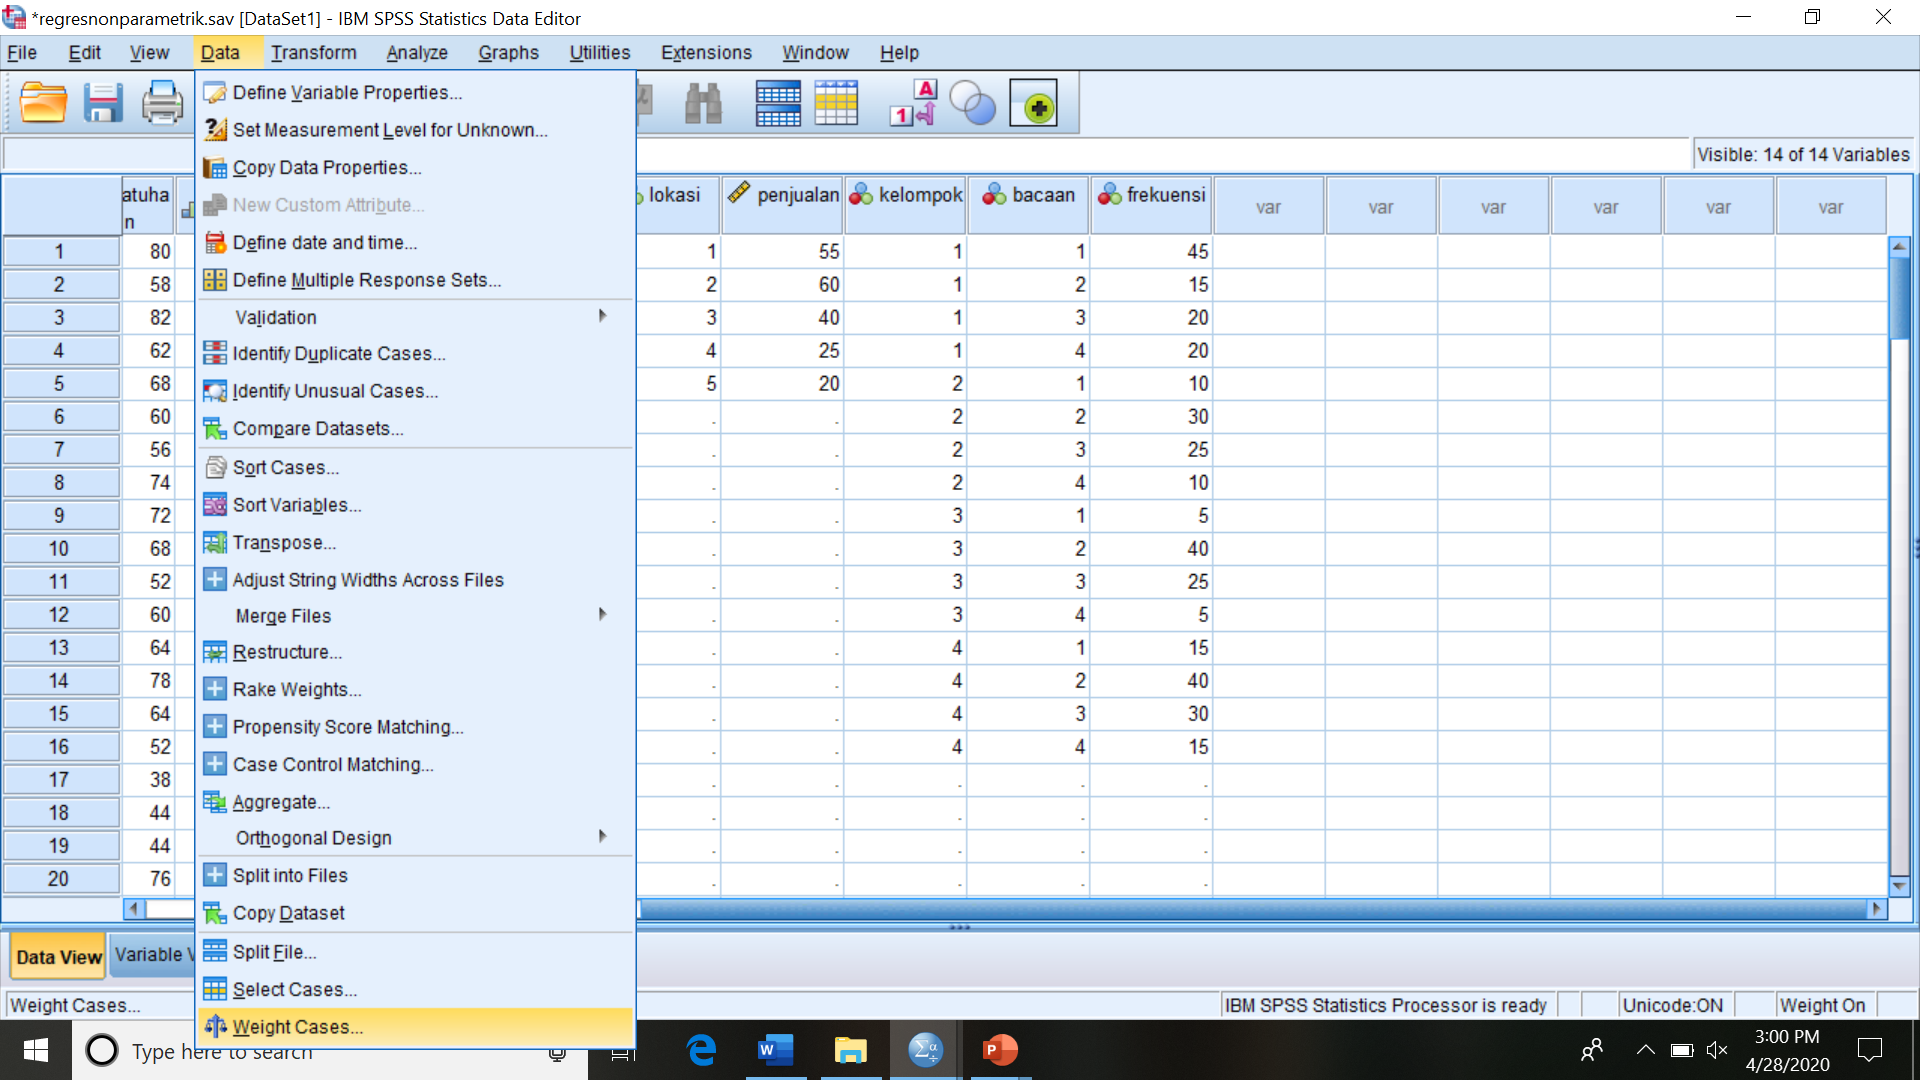 *regresnonparametrik.sav [DataSet1] - IBM SPSS Statistics Data Editor
File Edit View Data Transform Analyze Graphs Utilities Extensions Window Help
Define Variable Properties...
Set Measurement Level for Unknown...
Copy Data Properties...
New Custom Attribute...
Define date and time...
Define Multiple Response Sets...
Validation
Identify Duplicate Cases...
Identify Unusual Cases...
Compare Datasets...
Sort Cases...
Sort Variables...
Transpose...
Adjust String Widths Across Files
Merge Files
Restructure...
Rake Weights...
Propensity Score Matching...
Case Control Matching...
Aggregate...
Orthogonal Design
Split into Files
Copy Dataset
Split File...
Select Cases...
Weight Cases...
Visible: 14 of 14 Variables
atuhan lokasi penjualan kelompok bacaan frekuensi var var var var var var
1 80 1 55 1 1 45
2 58 2 60 1 2 15
3 82 3 40 1 3 20
4 62 4 25 1 4 20
5 68 5 20 2 1 10
6 60 . . 2 2 30
7 56 . . 2 3 25
8 74 . . 2 4 10
9 72 . . 3 1 5
10 68 . . 3 2 40
11 52 . . 3 3 25
12 60 . . 3 4 5
13 64 . . 4 1 15
14 78 . . 4 2 40
15 64 . . 4 3 30
16 52 . . 4 4 15
17 38 . . . . .
18 44 . . . . .
19 44 . . . . .
20 76 . . . . .
Data View Variable V
Weight Cases... IBM SPSS Statistics Processor is ready Unicode:ON Weight On
Type here to search
3:00 PM
4/28/2020